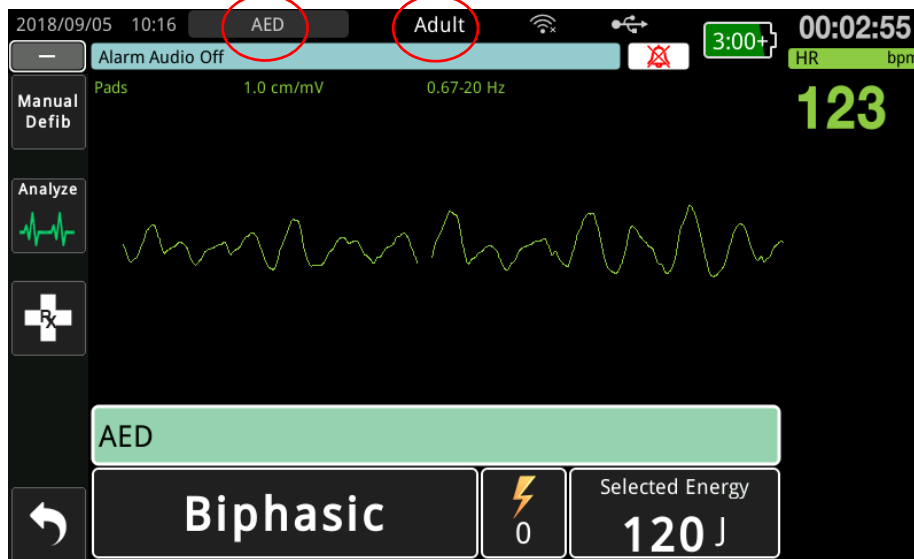 2018/09/05 10:16 AED Adult 3:00+ 00:02:55
Alarm Audio Off
HR bpm
Pads 1.0 cm/mV 0.67-20 Hz
123
Manual
Defib
Analyze
Rx
AED
Biphasic
0
Selected Energy
120 J